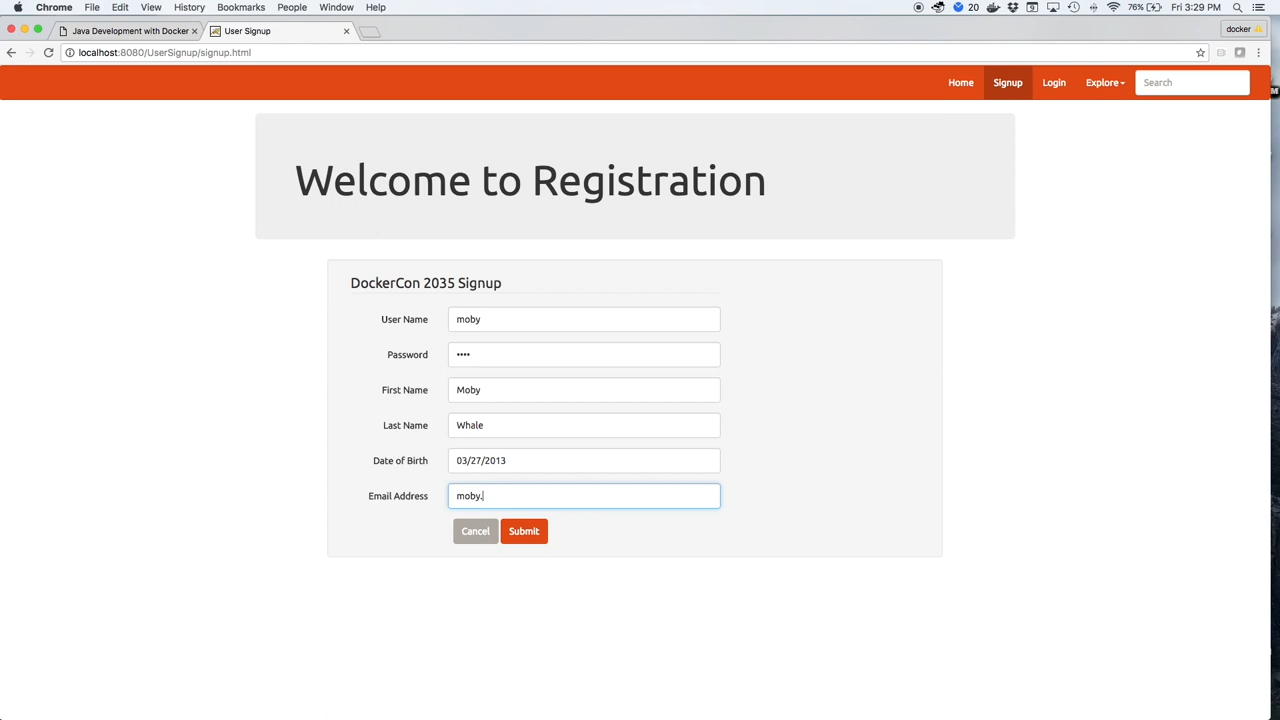 Chrome File Edit View History Bookmarks People Window Help 20 76% Fri 3:29 PM
Java Development with Docker User Signup docker
localhost:8080/UserSignup/signup.html
Home Signup Login Explore Search
Welcome to Registration
DockerCon 2035 Signup
User Name moby
Password ••••
First Name Moby
Last Name Whale
Date of Birth 03/27/2013
Email Address moby.
Cancel Submit